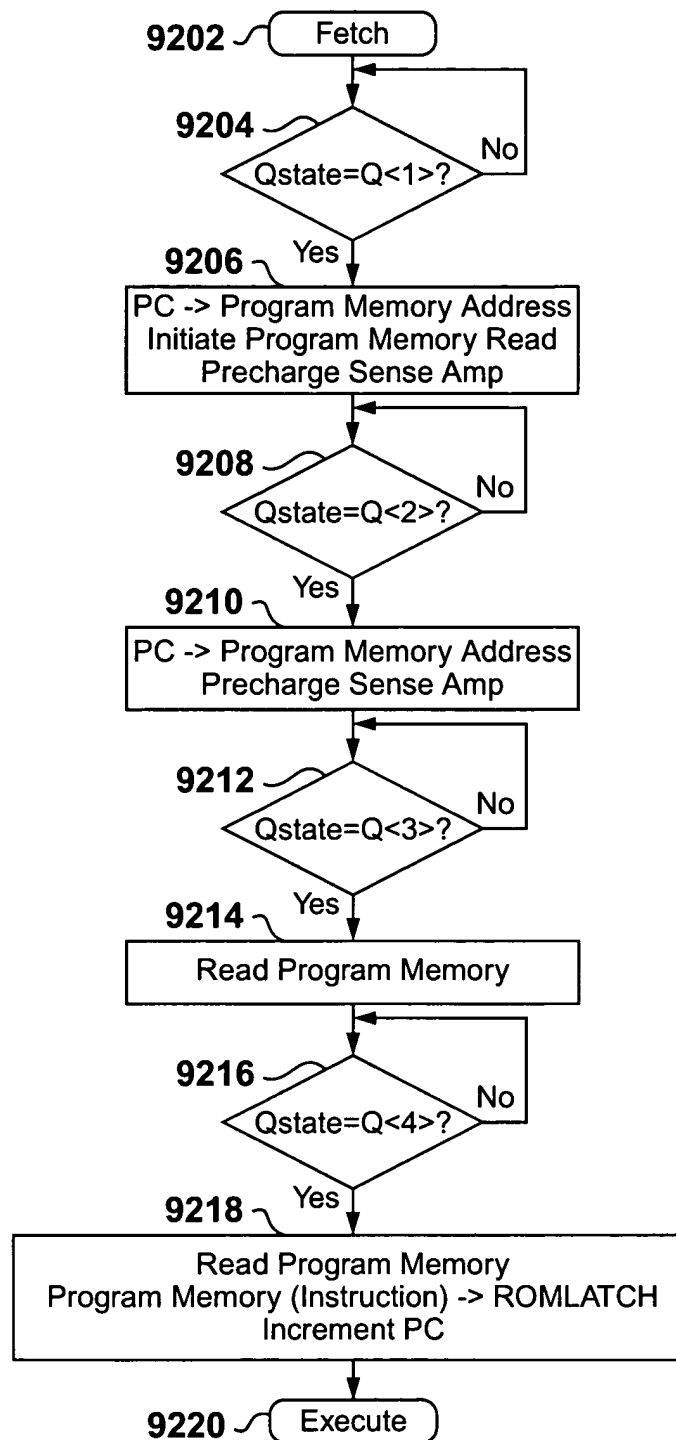 9202
Fetch
9204
Qstate=Q<1>?
No
Yes
9206
PC -> Program Memory Address
Initiate Program Memory Read
Precharge Sense Amp
9208
Qstate=Q<2>?
No
Yes
9210
PC -> Program Memory Address
Precharge Sense Amp
9212
Qstate=Q<3>?
No
Yes
9214
Read Program Memory
9216
Qstate=Q<4>?
No
Yes
9218
Read Program Memory
Program Memory (Instruction) -> ROMLATCH
Increment PC
9220
Execute